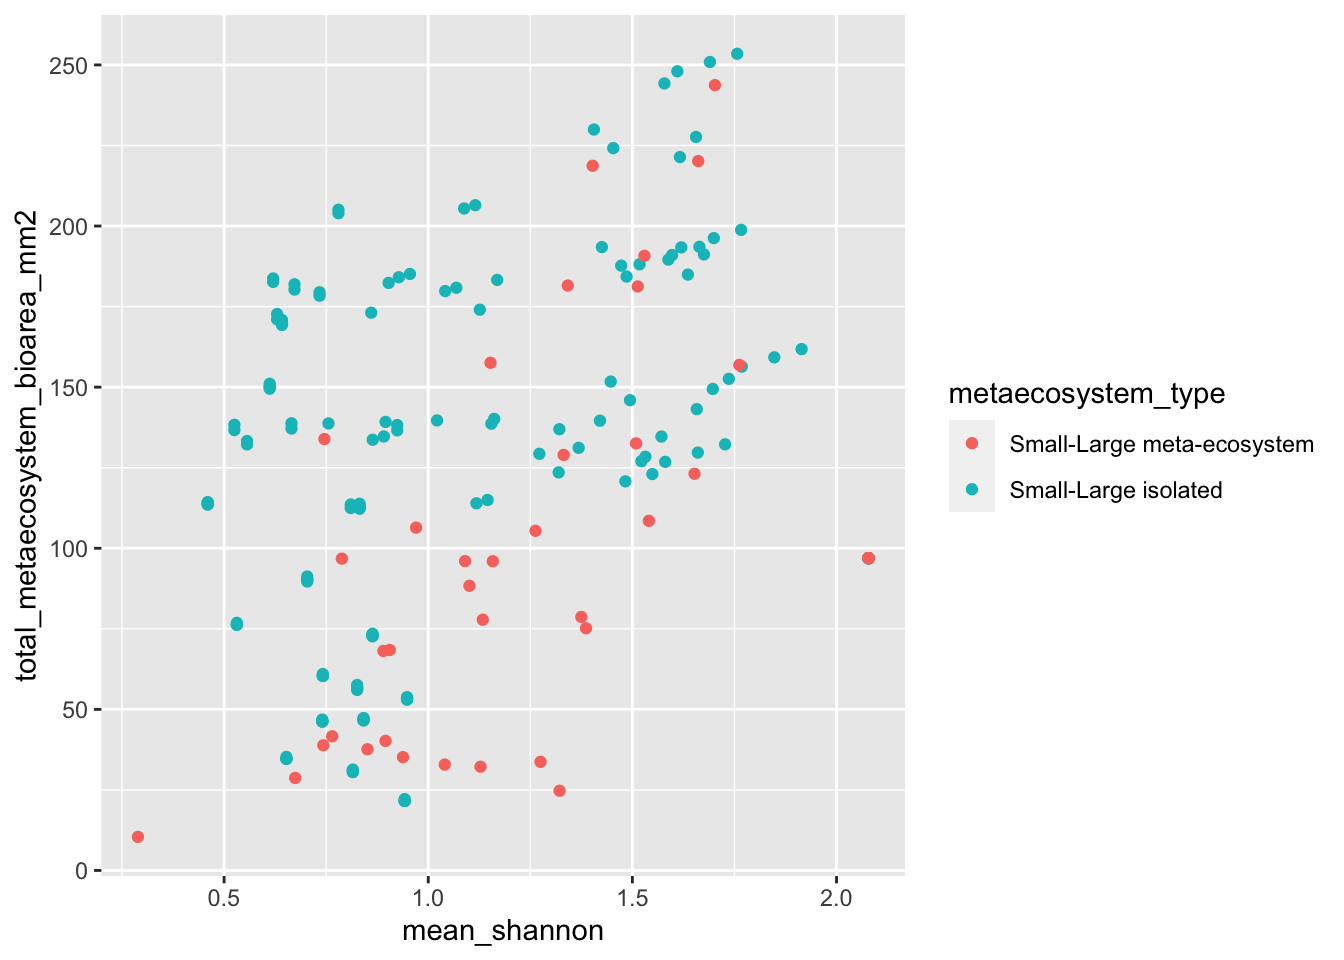 250
200
150
100
50
0
total_metaecosystem_bioarea_mm2
0.5 1.0 1.5 2.0
mean_shannon
metaecosystem_type
Small-Large meta-ecosystem
Small-Large isolated